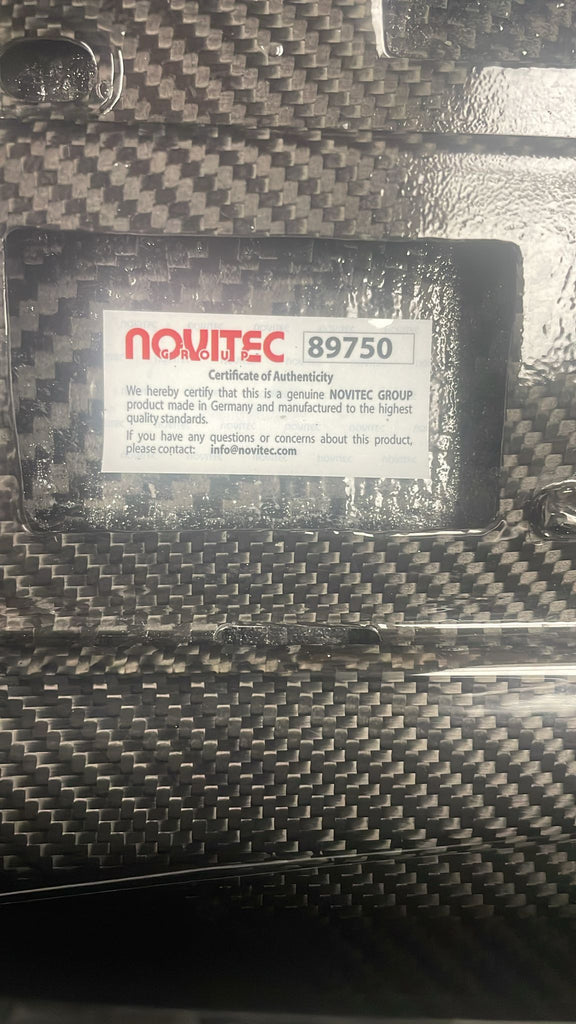 NOVITEC 89750
GROUP
Certificate of Authenticity
We hereby certify that this is a genuine NOVITEC GROUP
product made in Germany and manufactured to the highest
quality standards.
If you have any questions or concerns about this product,
please contact: info@novitec.com